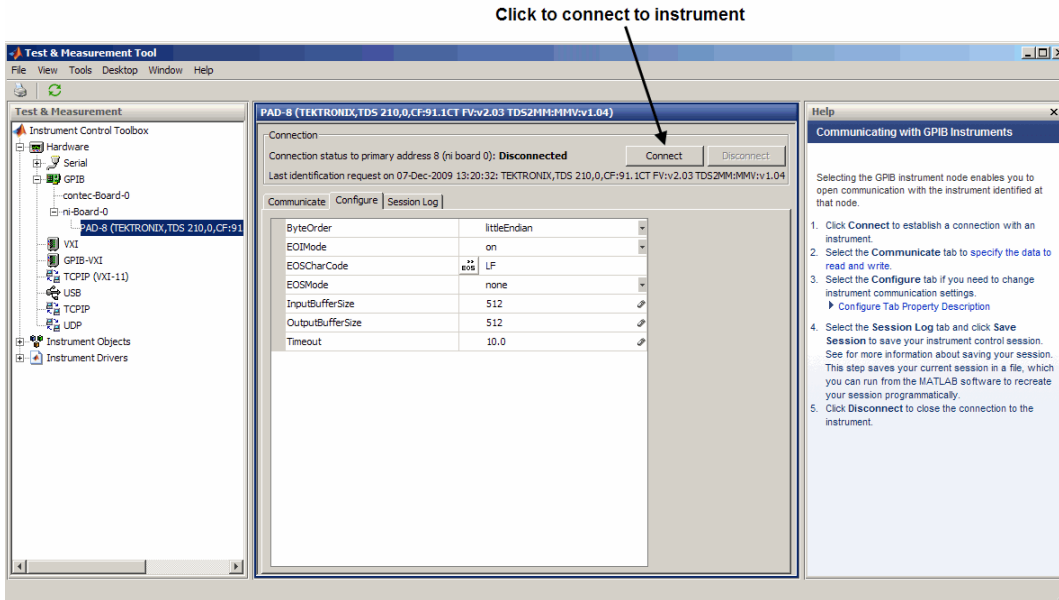 Click to connect to instrument
Test & Measurement Tool
File View Tools Desktop Window Help
Test & Measurement
Instrument Control Toolbox
Hardware
Serial
GPIB
contec-Board-0
ni-Board-0
PAD-8 (TEKTRONIX,TDS 210,0,CF:91
VXI
GPIB-VXI
TCPIP (VXI-11)
USB
TCPIP
UDP
Instrument Objects
Instrument Drivers
PAD-8 (TEKTRONIX,TDS 210,0,CF:91.1CT FV:v2.03 TDS2MM:MMV:v1.04)
Connection
Connection status to primary address 8 (ni board 0): Disconnected
Connect
Disconnect
Last identification request on 07-Dec-2009 13:20:32: TEKTRONIX,TDS 210,0,CF:91.1CT FV:v2.03 TDS2MM:MMV:v1.04
Communicate Configure Session Log
ByteOrder littleEndian
EOIMode on
EOSCharCode EOS LF
EOSMode none
InputBufferSize 512
OutputBufferSize 512
Timeout 10.0
Help
Communicating with GPIB Instruments
Selecting the GPIB instrument node enables you to
open communication with the instrument identified at
that node.
1. Click Connect to establish a connection with an
instrument.
2. Select the Communicate tab to specify the data to
read and write.
3. Select the Configure tab if you need to change
instrument communication settings.
Configure Tab Property Description
4. Select the Session Log tab and click Save
Session to save your instrument control session.
See for more information about saving your session.
This step saves your current session in a file, which
you can run from the MATLAB software to recreate
your session programmatically.
5. Click Disconnect to close the connection to the
instrument.